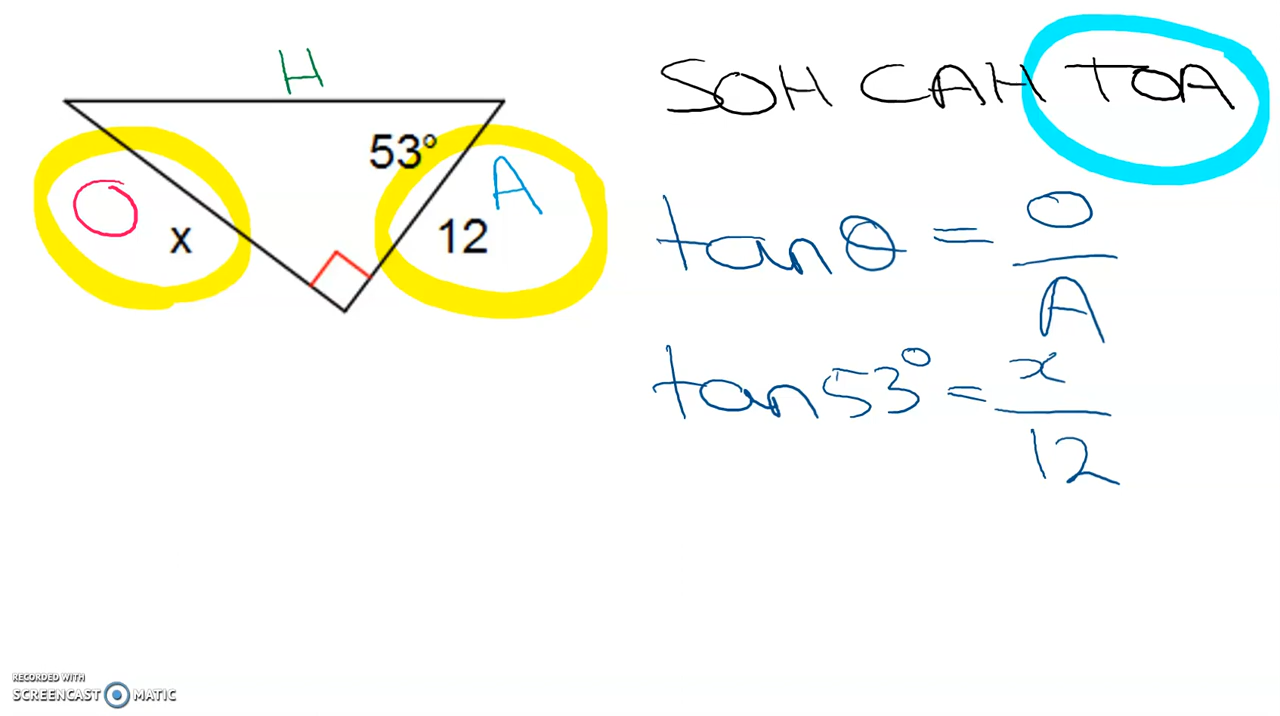 H
SOH CAH TOA
53°
A
O
x
12
tanθ = O/A
tan53° = x/12
RECORDED WITH
SCREENCAST MATIC